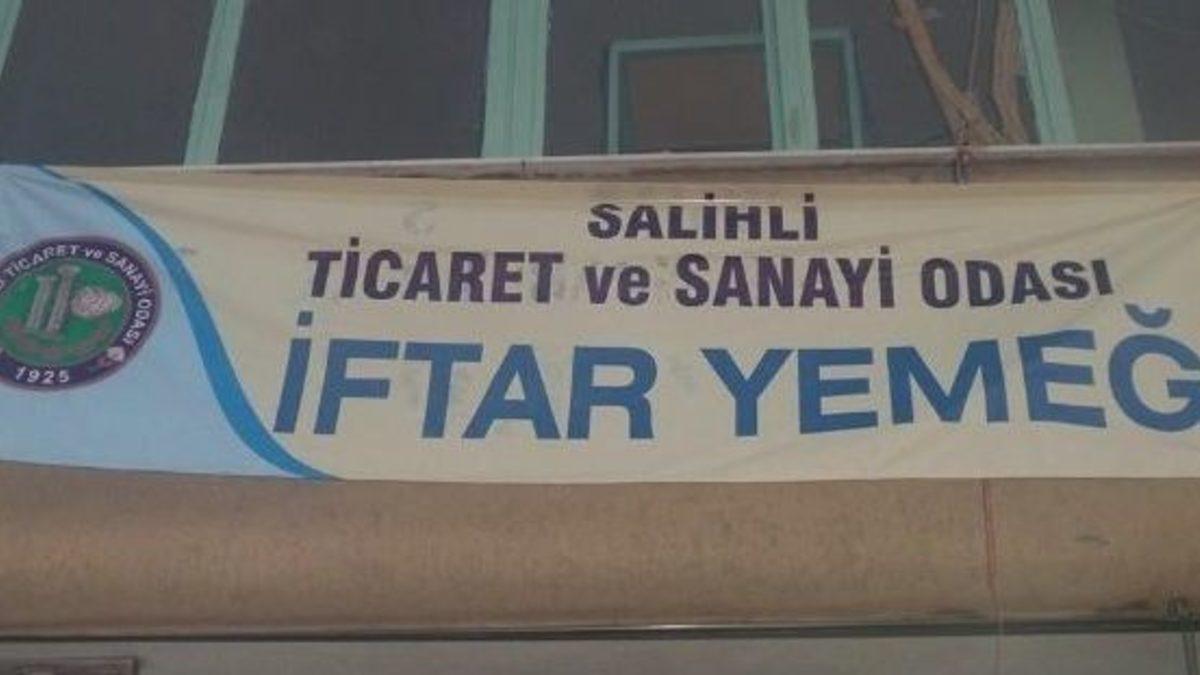 SALİHLİ
TİCARET ve SANAYİ ODASI
İFTAR YEMEĞ
TİCARET ve SANAYİ ODASI
1925